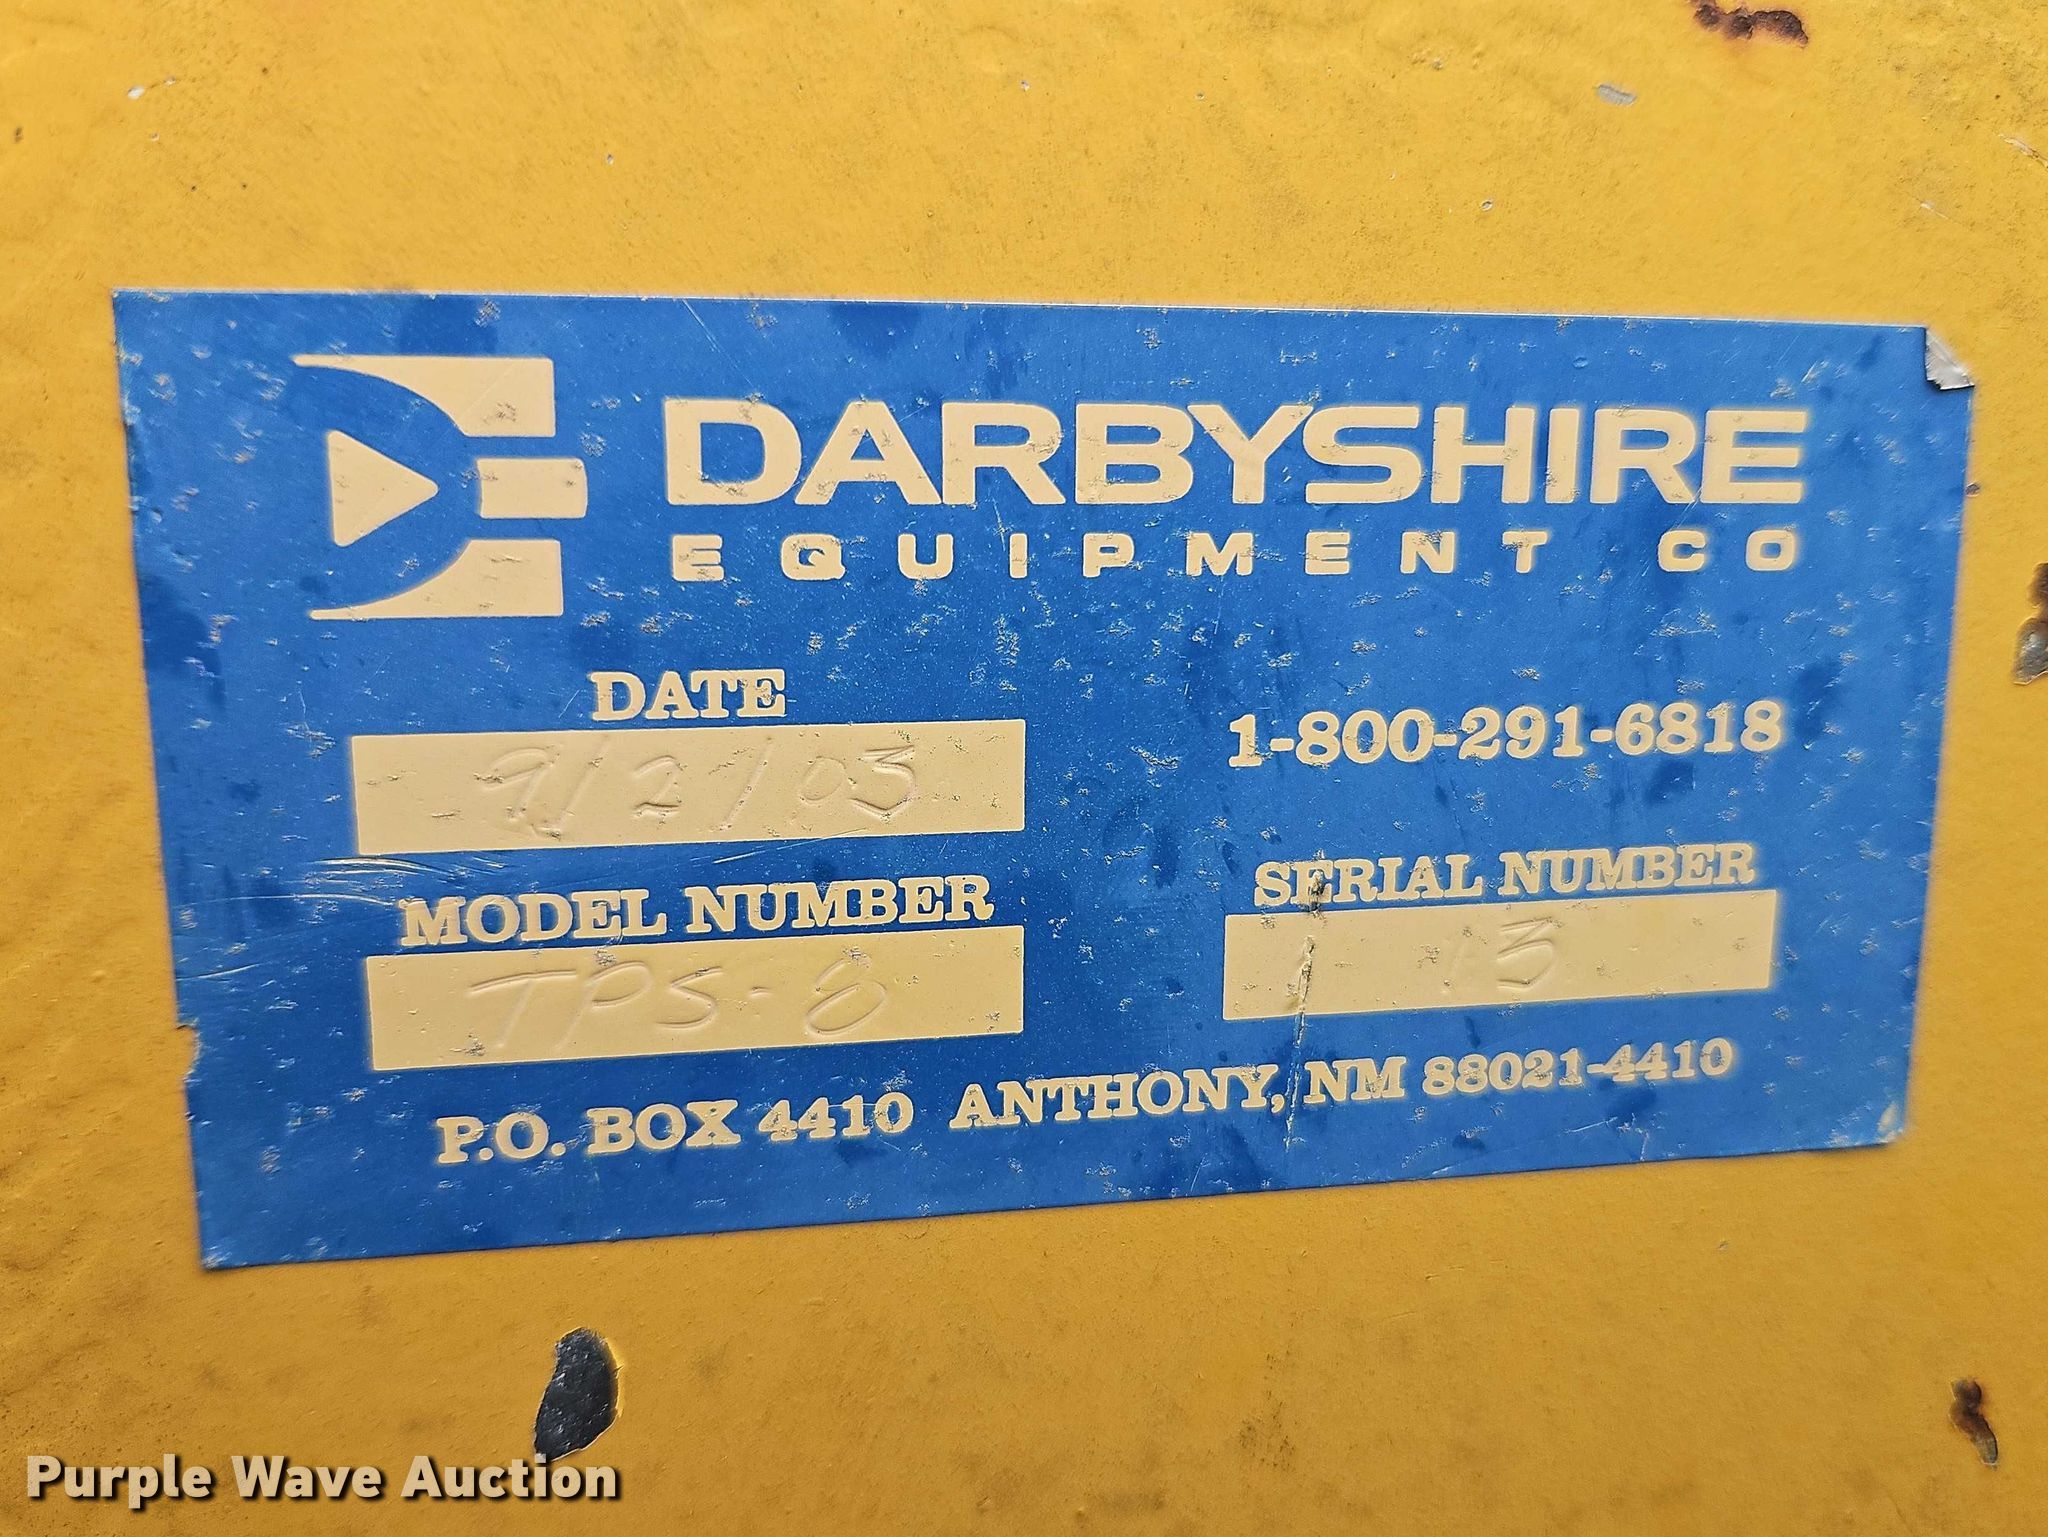 DARBYSHIRE
EQUIPMENT CO
DATE
9/2/03
1-800-291-6818
MODEL NUMBER
TPS-8
SERIAL NUMBER
13
P.O. BOX 4410 ANTHONY, NM 88021-4410
Purple Wave Auction